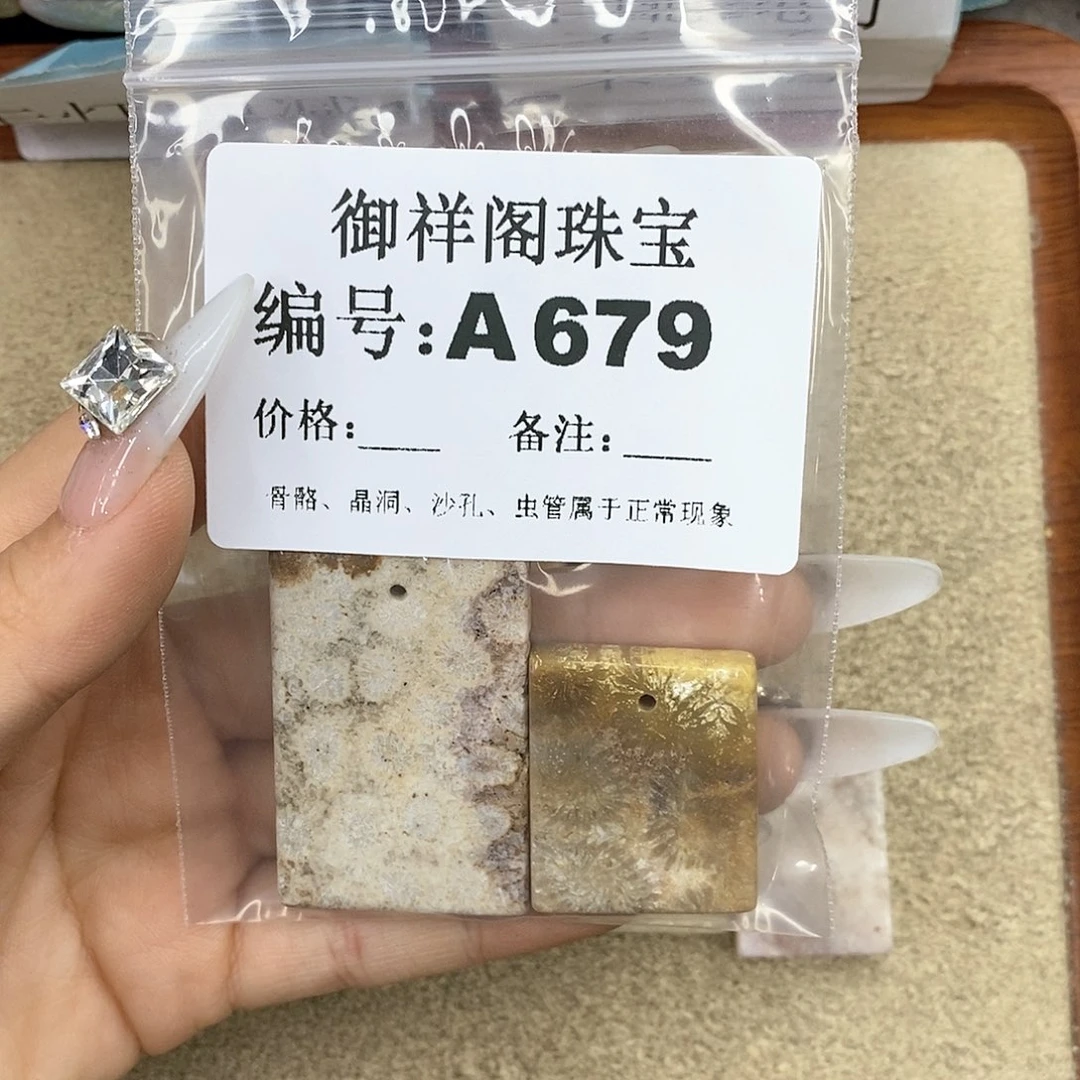 御祥阁珠宝
编号:A679
价格:____ 备注:____
骨骼、晶洞、沙孔、虫管属于正常现象